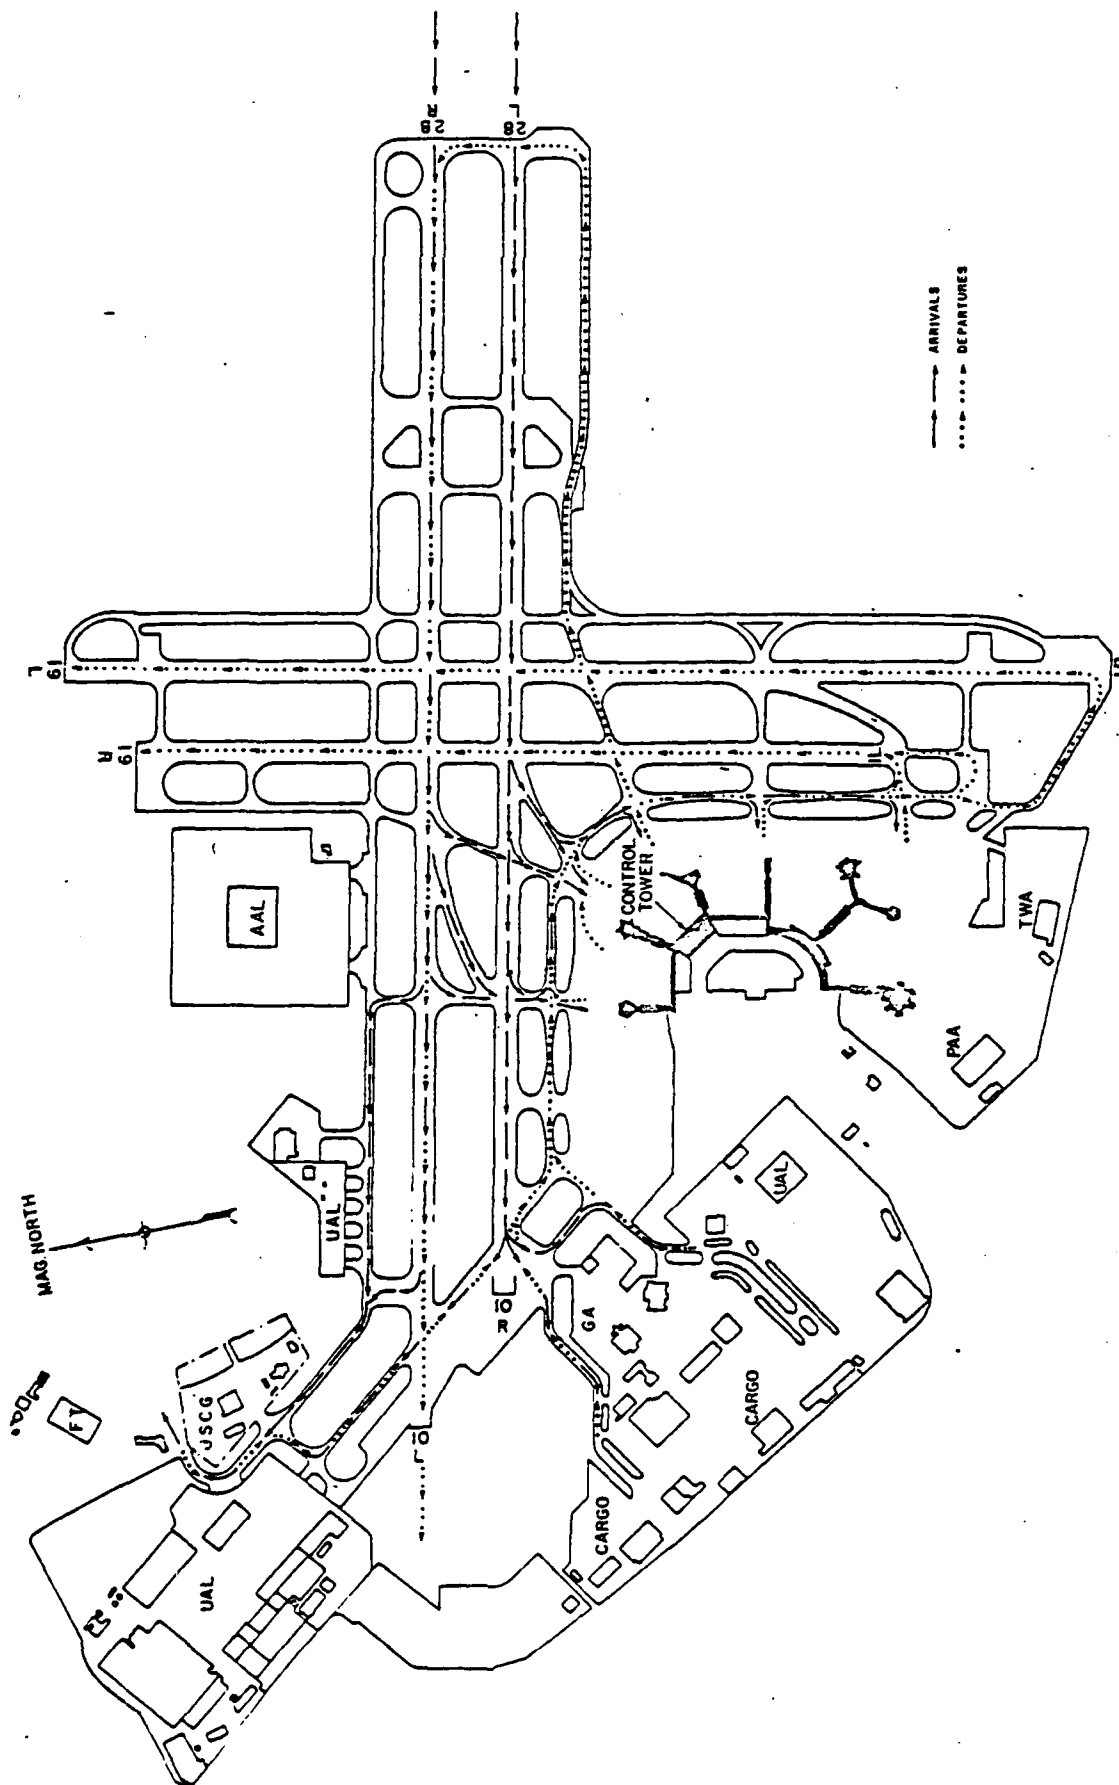 28
R
28
L
ARRIVALS
DEPARTURES
19
L
19
R
1L
AAL
CONTROL
TOWER
TWA
PAA
UAL
UAL
MAG. NORTH
10
R
GA
USCG
10
L
CARGO
CARGO
UAL